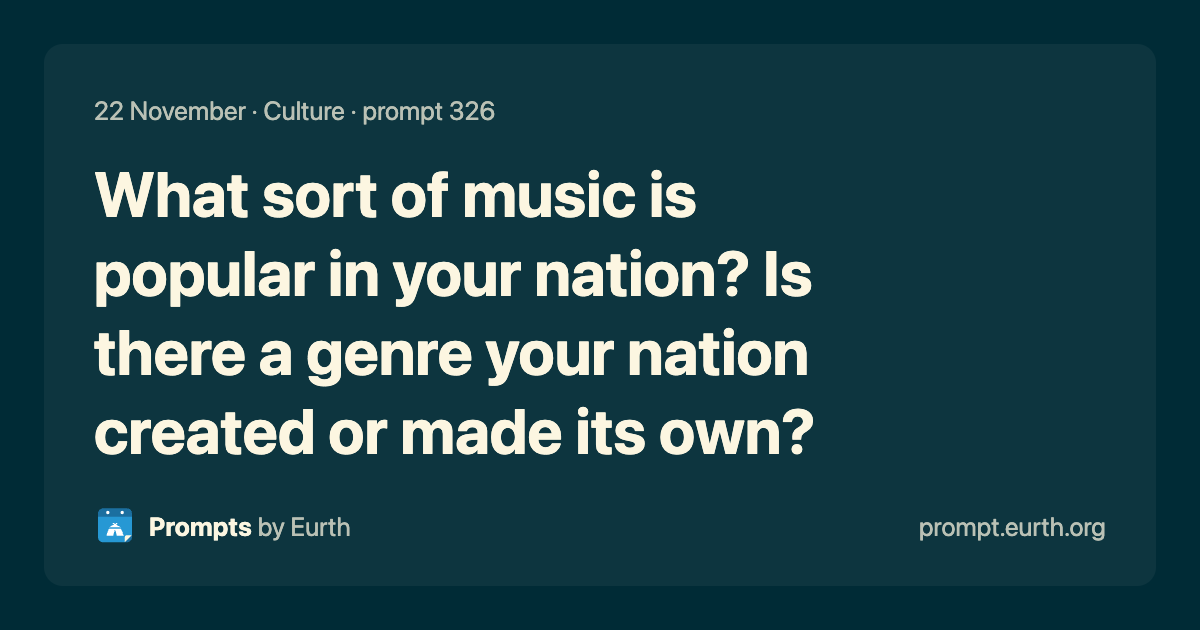 22 November · Culture · prompt 326
What sort of music is
popular in your nation? Is
there a genre your nation
created or made its own?
Prompts by Eurth
prompt.eurth.org